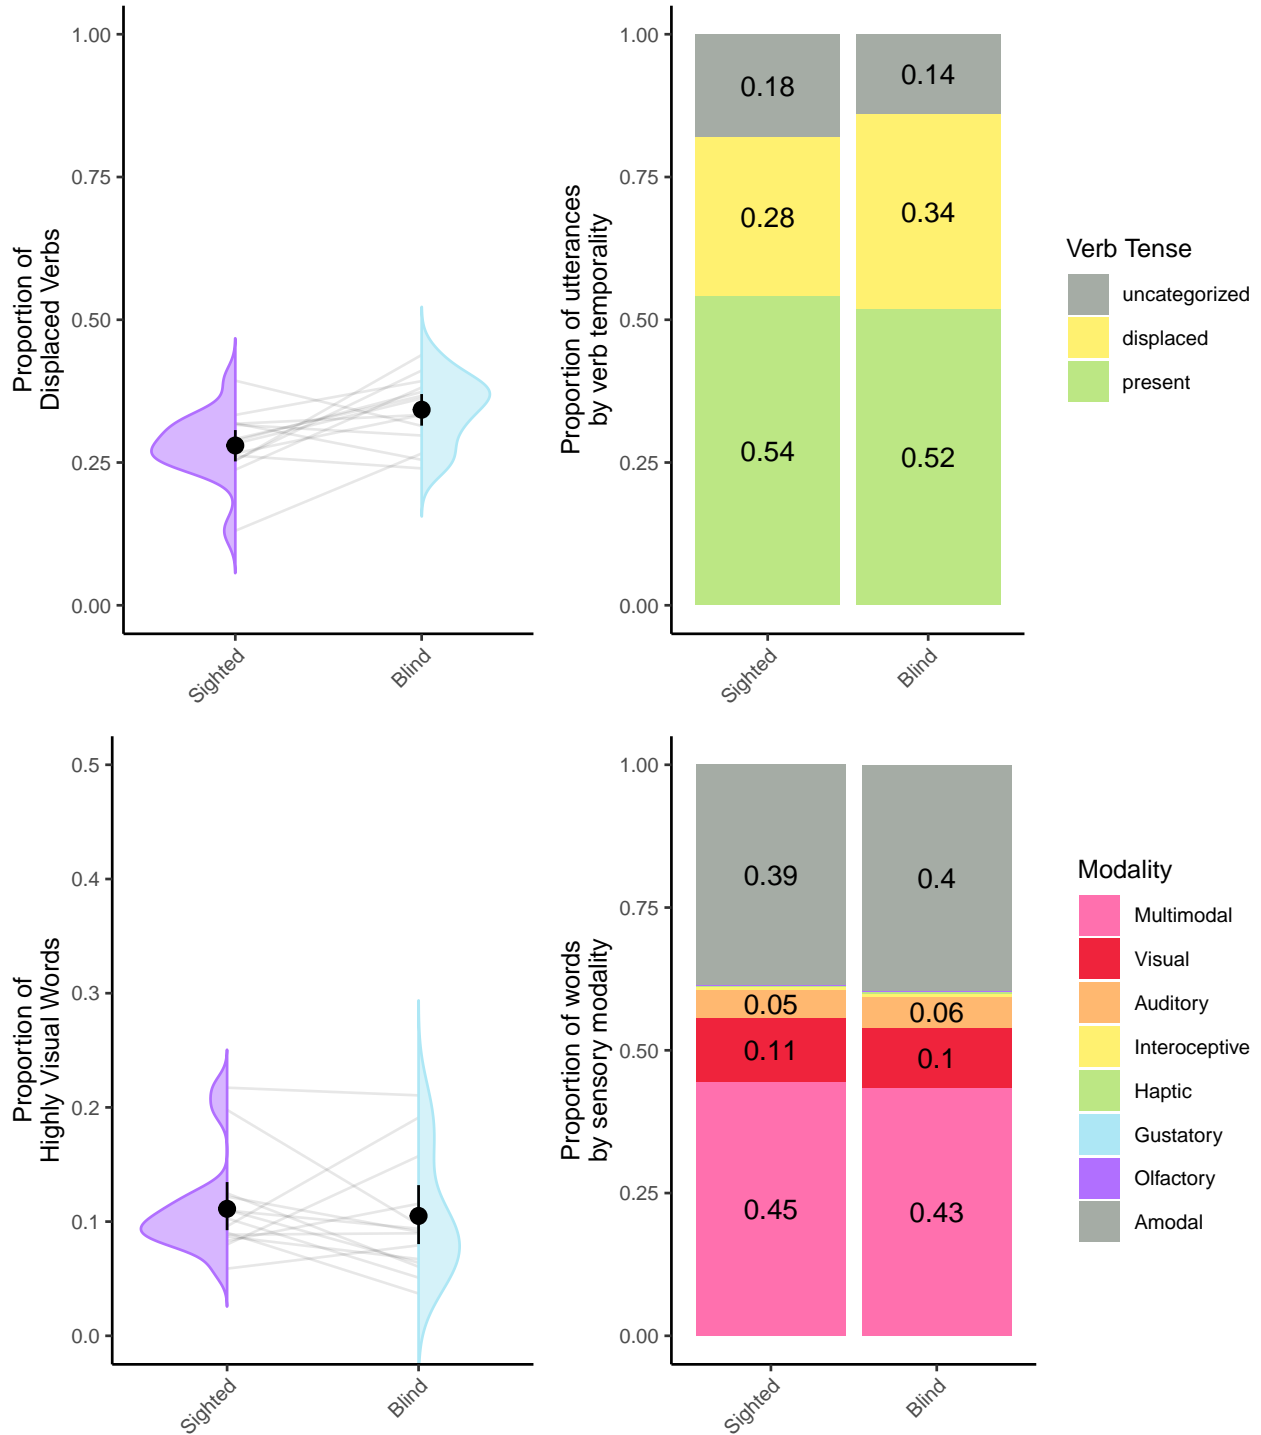 Proportion of
Displaced Verbs
1.00
0.75
0.50
0.25
0.00
Sighted
Blind
Proportion of utterances
by verb temporality
1.00
0.75
0.50
0.25
0.00
0.18
0.28
0.54
0.14
0.34
0.52
Sighted
Blind
Verb Tense
uncategorized
displaced
present
Proportion of
Highly Visual Words
0.5
0.4
0.3
0.2
0.1
0.0
Sighted
Blind
Proportion of words
by sensory modality
1.00
0.75
0.50
0.25
0.00
0.39
0.05
0.11
0.45
0.4
0.06
0.1
0.43
Sighted
Blind
Modality
Multimodal
Visual
Auditory
Interoceptive
Haptic
Gustatory
Olfactory
Amodal